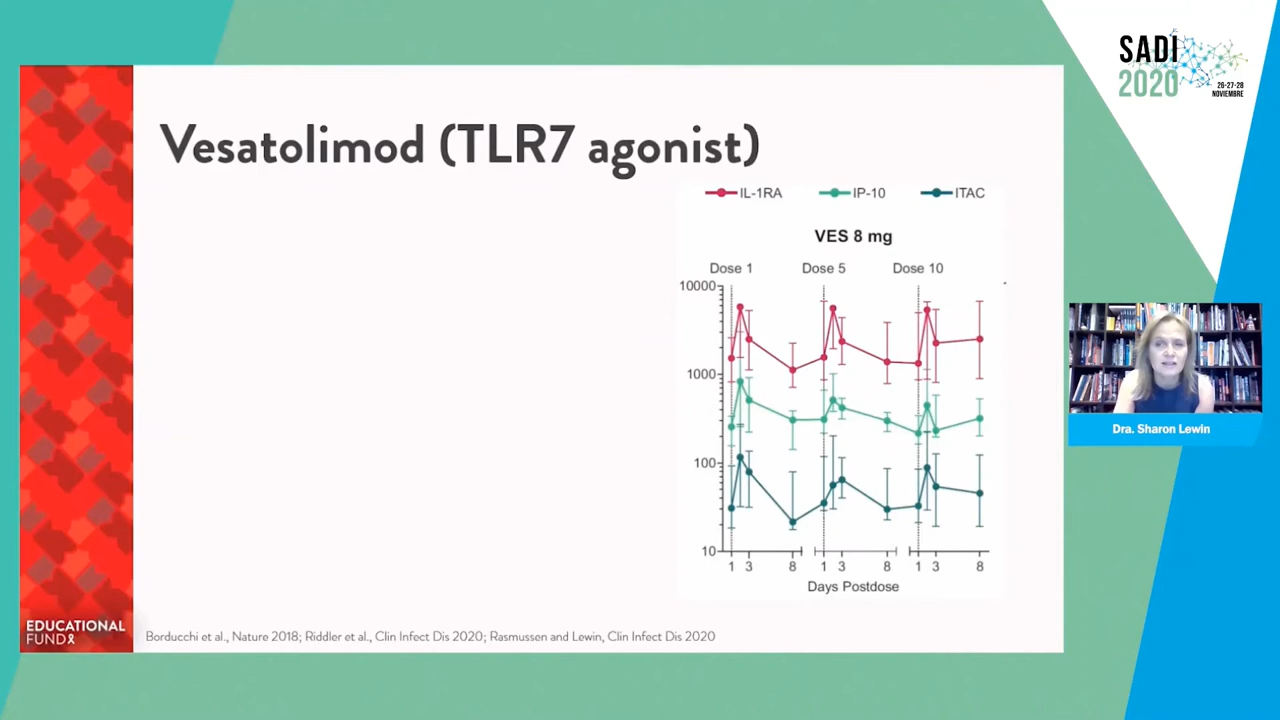 SADI
2020
26-27-28
NOVIEMBRE
Vesatolimod (TLR7 agonist)
IL-1RA IP-10 ITAC
VES 8 mg
Dose 1 Dose 5 Dose 10
10000
1000
100
10
1 3 8 1 3 8 1 3 8
Days Postdose
Dra. Sharon Lewin
EDUCATIONAL
FUND
Borducchi et al., Nature 2018; Riddler et al., Clin Infect Dis 2020; Rasmussen and Lewin, Clin Infect Dis 2020